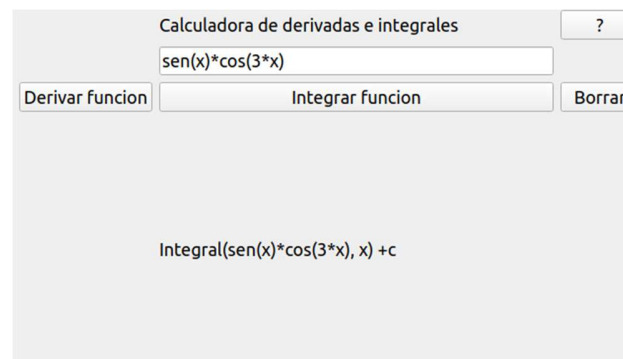 Calculadora de derivadas e integrales ?
sen(x)*cos(3*x)
Derivar funcion Integrar funcion Borrar
Integral(sen(x)*cos(3*x), x) +c